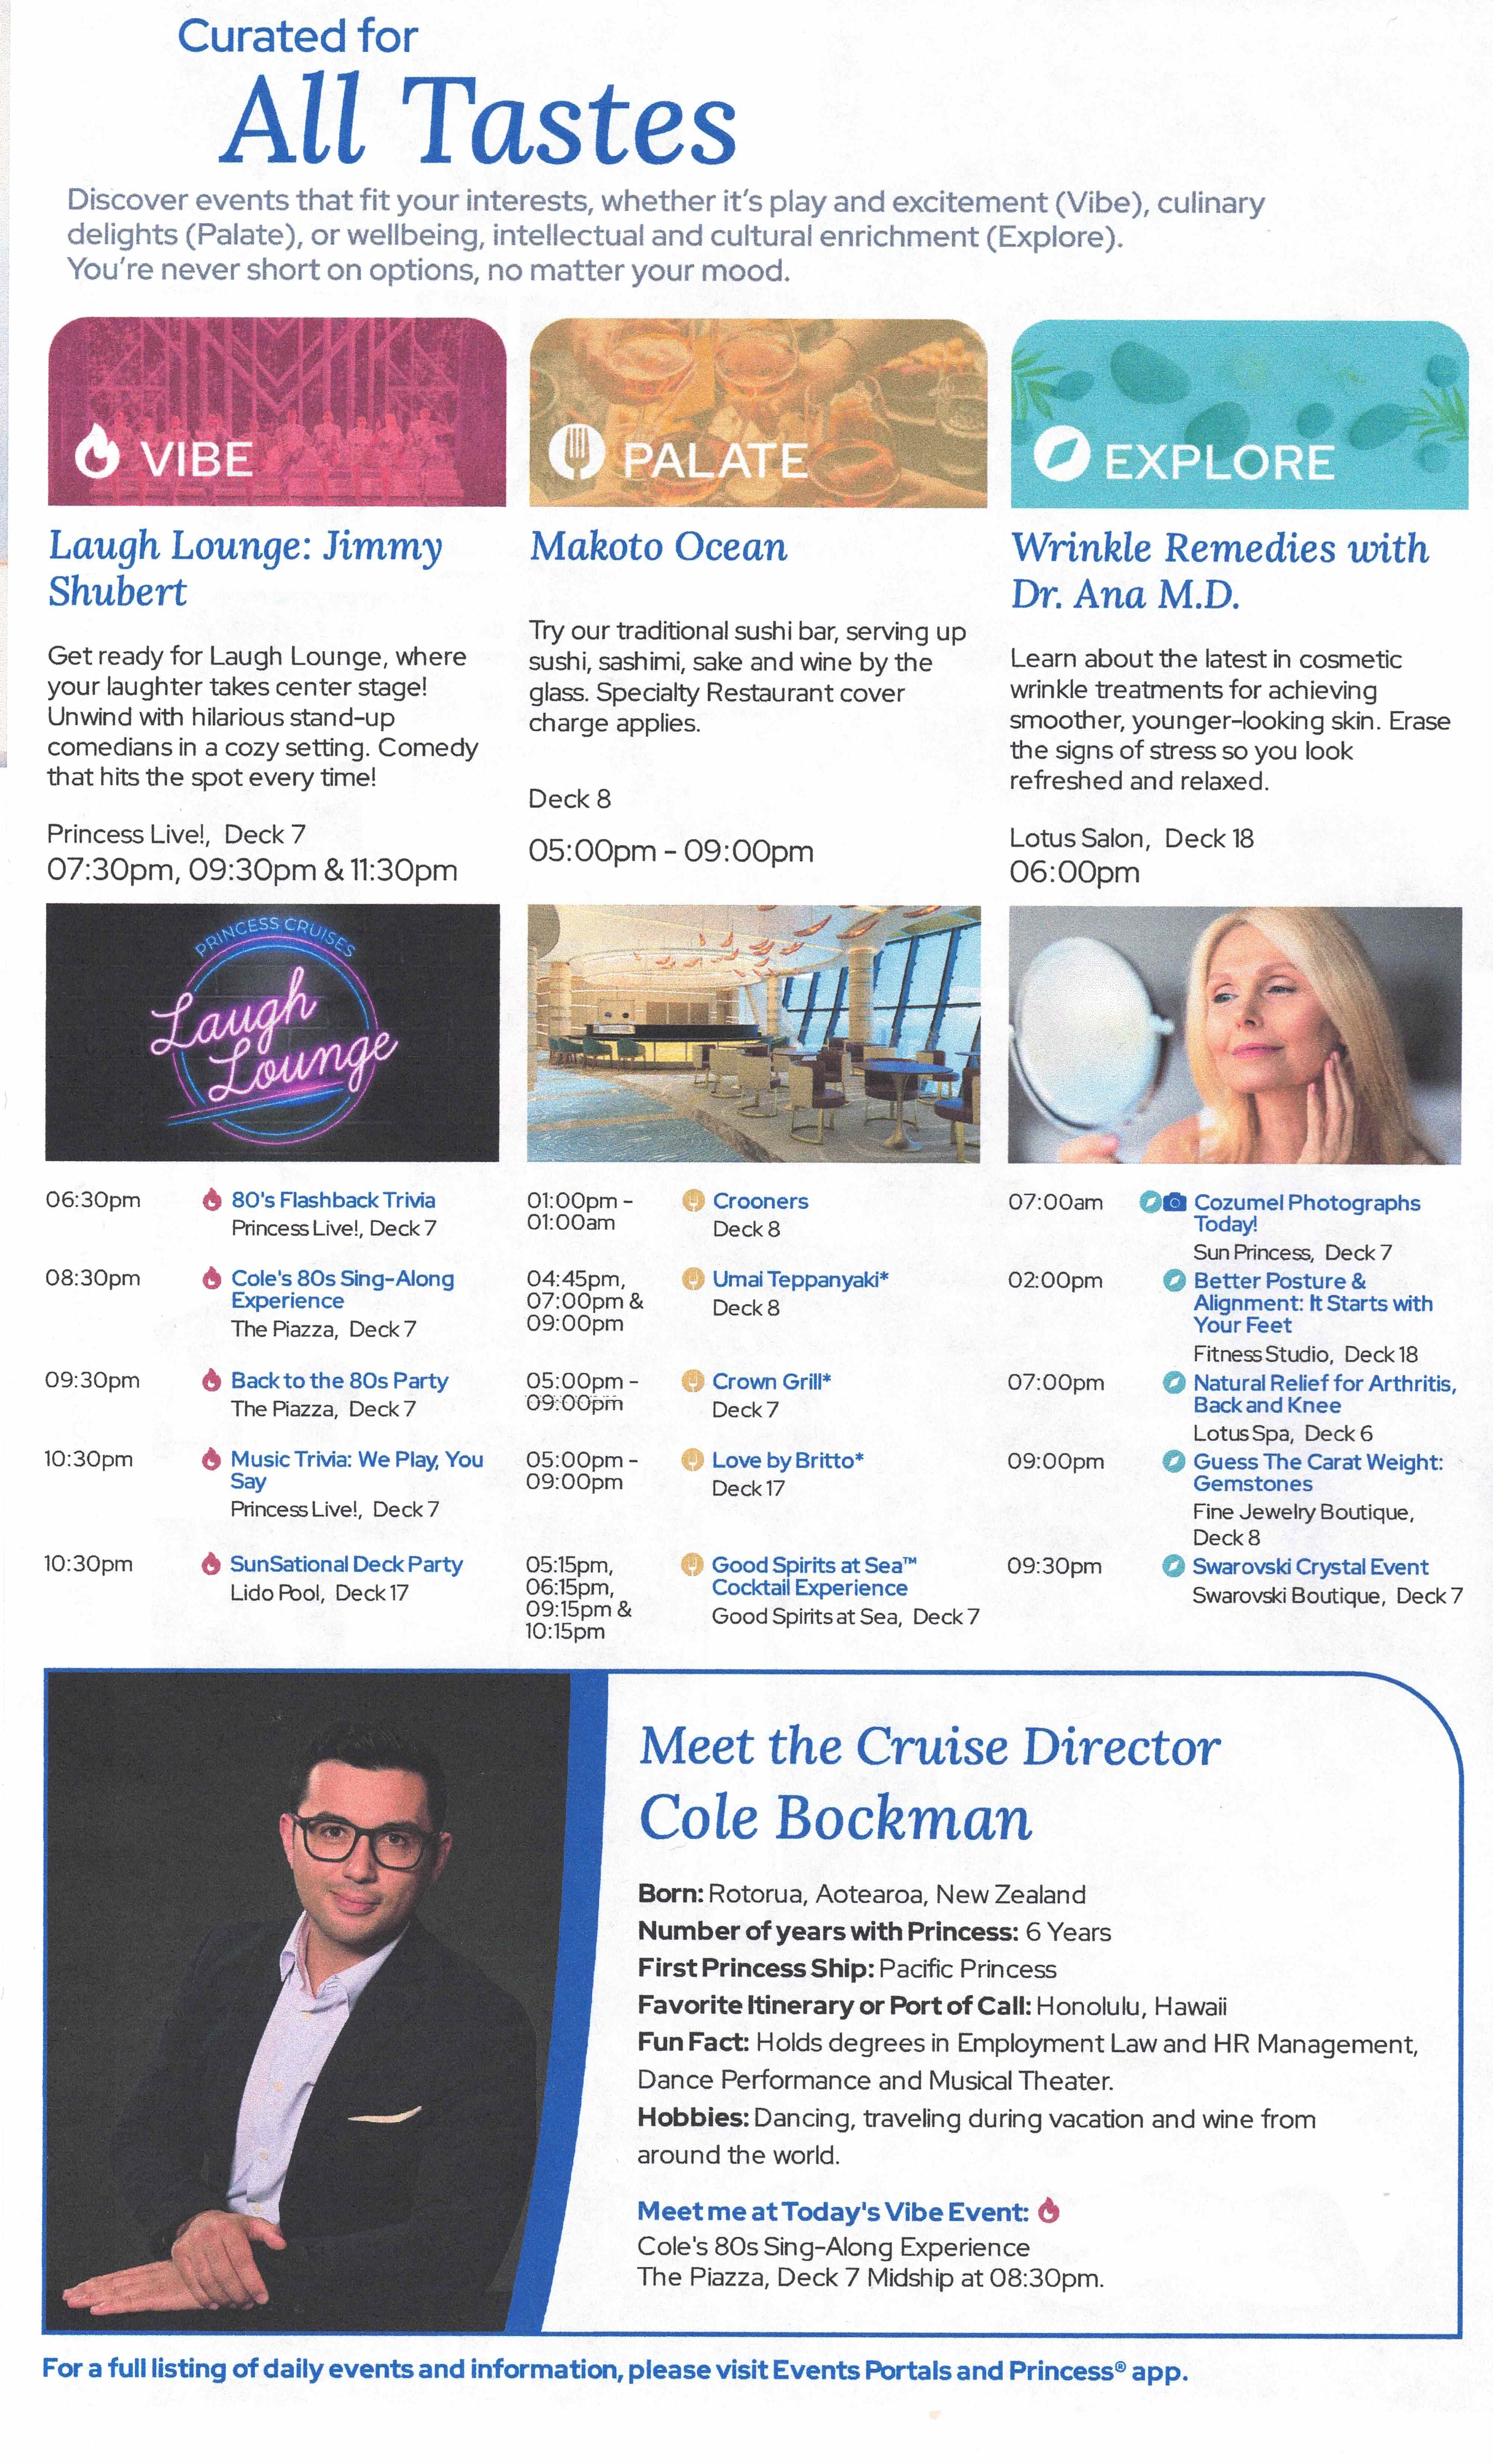 Curated for
All Tastes
Discover events that fit your interests, whether it's play and excitement (Vibe), culinary
delights (Palate), or wellbeing, intellectual and cultural enrichment (Explore).
You're never short on options, no matter your mood.
VIBE
Laugh Lounge: Jimmy
Shubert
Get ready for Laugh Lounge, where
your laughter takes center stage!
Unwind with hilarious stand-up
comedians in a cozy setting. Comedy
that hits the spot every time!
Princess Live!, Deck 7
07:30pm, 09:30pm & 11:30pm
PRINCESS CRUISES
Laugh
Lounge
06:30pm
80's Flashback Trivia
Princess Live!, Deck 7
08:30pm
Cole's 80s Sing-Along
Experience
The Piazza, Deck 7
09:30pm
Back to the 80s Party
The Piazza, Deck 7
10:30pm
Music Trivia: We Play, You
Say
Princess Live!, Deck 7
10:30pm
SunSational Deck Party
Lido Pool, Deck 17
PALATE
Makoto Ocean
Try our traditional sushi bar, serving up
sushi, sashimi, sake and wine by the
glass. Specialty Restaurant cover
charge applies.
Deck 8
05:00pm - 09:00pm
01:00pm -
01:00am
Crooners
Deck 8
04:45pm,
07:00pm &
09:00pm
Umai Teppanyaki*
Deck 8
05:00pm -
09:00pm
Crown Grill*
Deck 7
05:00pm -
09:00pm
Love by Britto*
Deck 17
05:15pm,
06:15pm,
09:15pm &
10:15pm
Good Spirits at Sea™
Cocktail Experience
Good Spirits at Sea, Deck 7
EXPLORE
Wrinkle Remedies with
Dr. Ana M.D.
Learn about the latest in cosmetic
wrinkle treatments for achieving
smoother, younger-looking skin. Erase
the signs of stress so you look
refreshed and relaxed.
Lotus Salon, Deck 18
06:00pm
07:00am
Cozumel Photographs
Today!
Sun Princess, Deck 7
02:00pm
Better Posture &
Alignment: It Starts with
Your Feet
Fitness Studio, Deck 18
07:00pm
Natural Relief for Arthritis,
Back and Knee
Lotus Spa, Deck 6
09:00pm
Guess The Carat Weight:
Gemstones
Fine Jewelry Boutique,
Deck 8
09:30pm
Swarovski Crystal Event
Swarovski Boutique, Deck 7
Meet the Cruise Director
Cole Bockman
Born: Rotorua, Aotearoa, New Zealand
Number of years with Princess: 6 Years
First Princess Ship: Pacific Princess
Favorite Itinerary or Port of Call: Honolulu, Hawaii
Fun Fact: Holds degrees in Employment Law and HR Management,
Dance Performance and Musical Theater.
Hobbies: Dancing, traveling during vacation and wine from
around the world.
Meet me at Today's Vibe Event:
Cole's 80s Sing-Along Experience
The Piazza, Deck 7 Midship at 08:30pm.
For a full listing of daily events and information, please visit Events Portals and Princess® app.